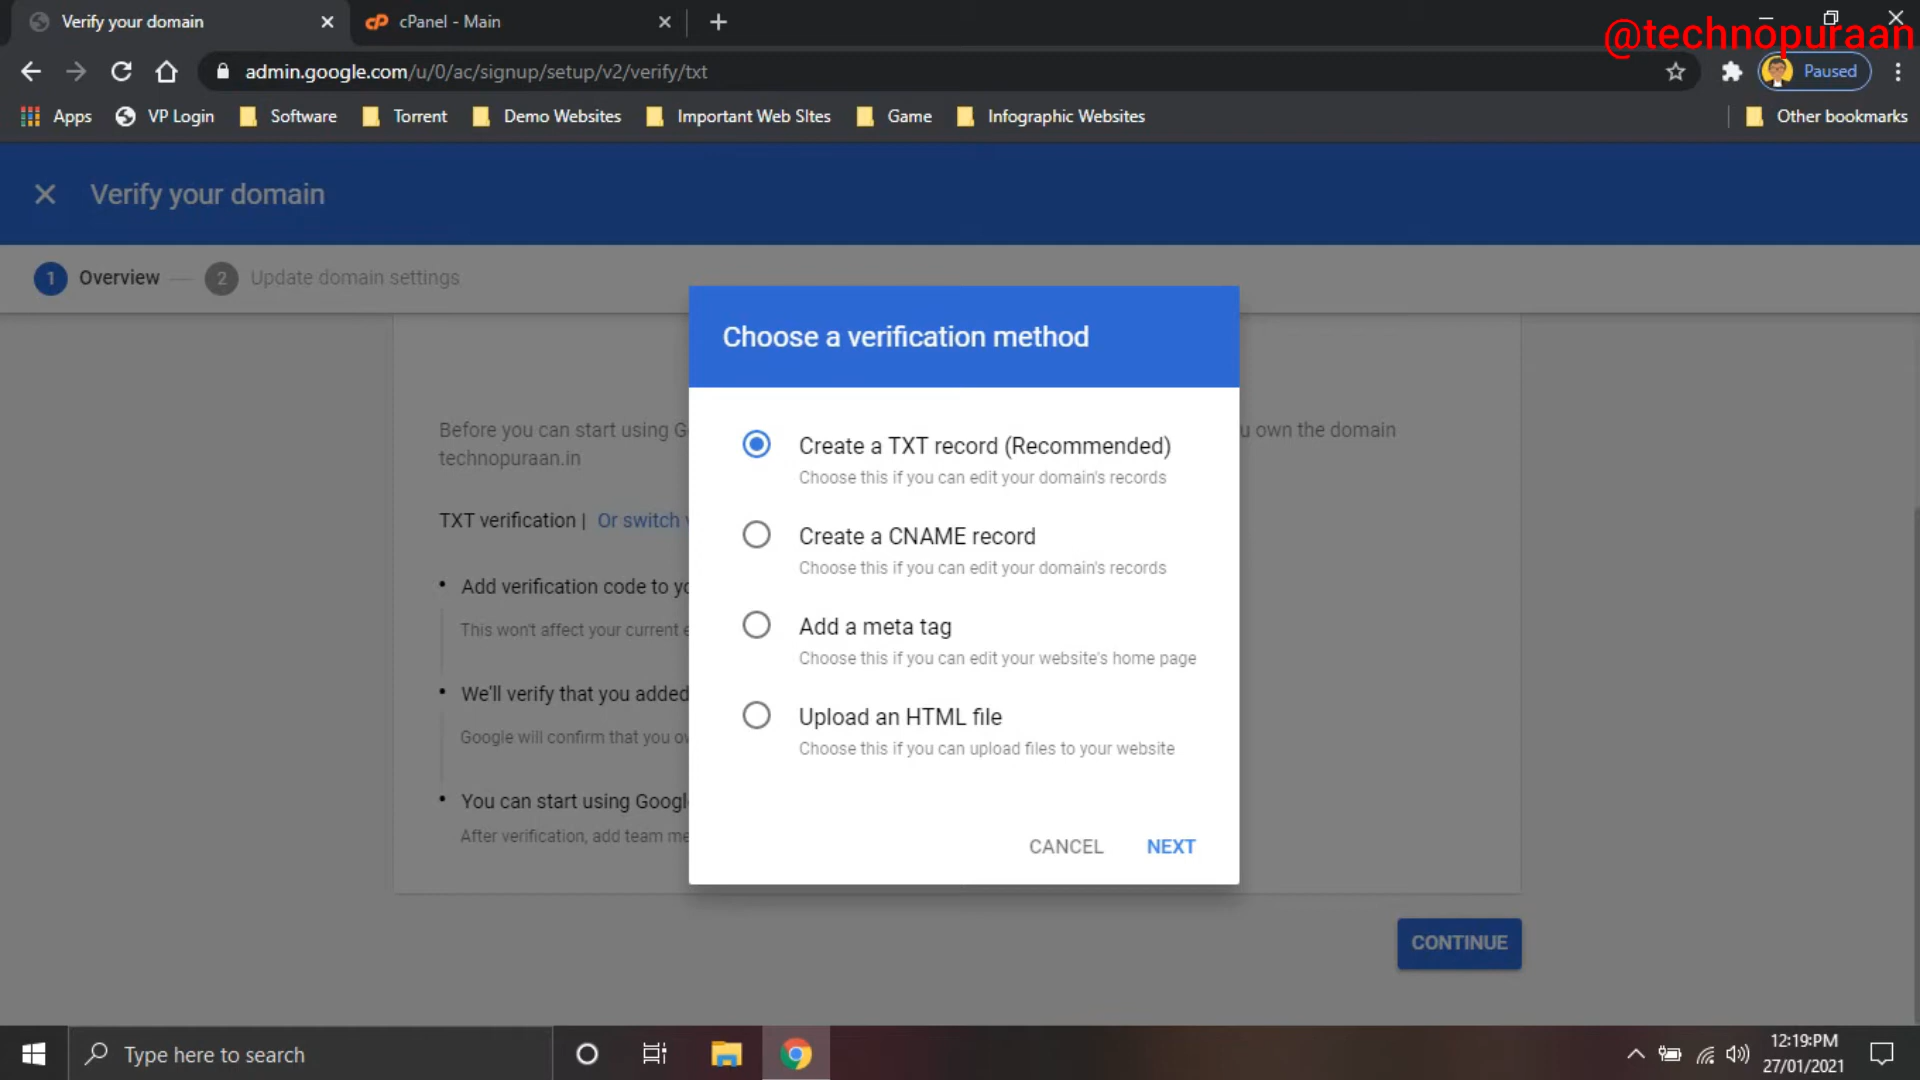 Verify your domain
cPanel - Main
@technopuraan
admin.google.com/u/0/ac/signup/setup/v2/verify/txt
Paused
Apps
VP Login
Software
Torrent
Demo Websites
Important Web SItes
Game
Infographic Websites
Other bookmarks
Verify your domain
1 Overview
2 Update domain settings
Choose a verification method
Before you can start using G
u own the domain
technopuraan.in
TXT verification | Or switch
Add verification code to yo
This won't affect your current e
We'll verify that you added
Google will confirm that you ow
You can start using Googl
After verification, add team me
Create a TXT record (Recommended)
Choose this if you can edit your domain's records
Create a CNAME record
Choose this if you can edit your domain's records
Add a meta tag
Choose this if you can edit your website's home page
Upload an HTML file
Choose this if you can upload files to your website
CANCEL
NEXT
CONTINUE
Type here to search
12:19:PM
27/01/2021